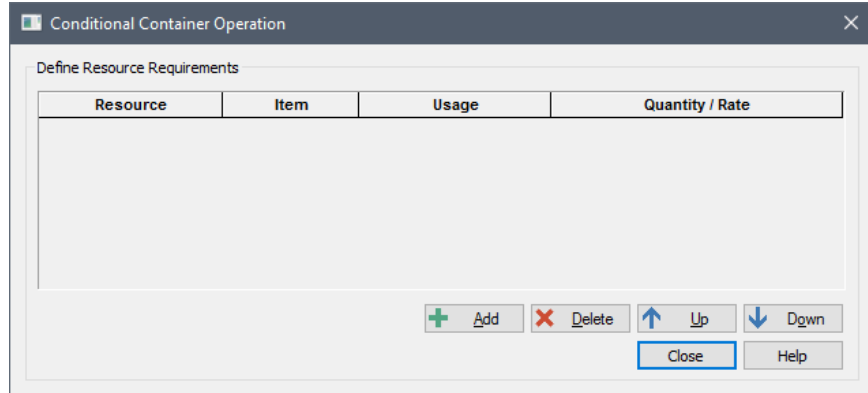 Conditional Container Operation
Define Resource Requirements
Resource Item Usage Quantity / Rate
Add Delete Up Down
Close Help